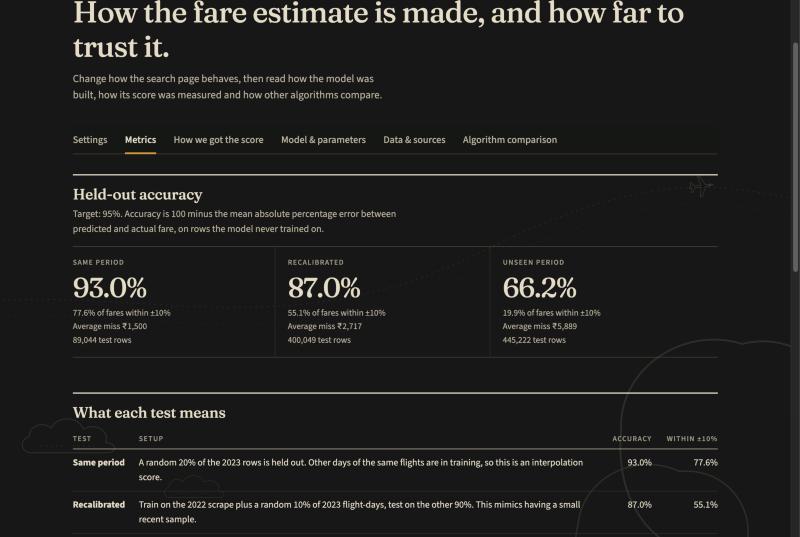 How the fare estimate is made, and how far to
trust it.
Change how the search page behaves, then read how the model was
built, how its score was measured and how other algorithms compare.
Settings Metrics How we got the score Model & parameters Data & sources Algorithm comparison
Held-out accuracy
Target: 95%. Accuracy is 100 minus the mean absolute percentage error between
predicted and actual fare, on rows the model never trained on.
SAME PERIOD
93.0%
77.6% of fares within ±10%
Average miss ₹1,500
89,044 test rows
RECALIBRATED
87.0%
55.1% of fares within ±10%
Average miss ₹2,717
400,049 test rows
UNSEEN PERIOD
66.2%
19.9% of fares within ±10%
Average miss ₹5,889
445,222 test rows
What each test means
TEST SETUP ACCURACY WITHIN ±10%
Same period A random 20% of the 2023 rows is held out. Other days of the same flights are in training, so this is an interpolation 93.0% 77.6%
score.
Recalibrated Train on the 2022 scrape plus a random 10% of 2023 flight-days, test on the other 90%. This mimics having a small 87.0% 55.1%
recent sample.